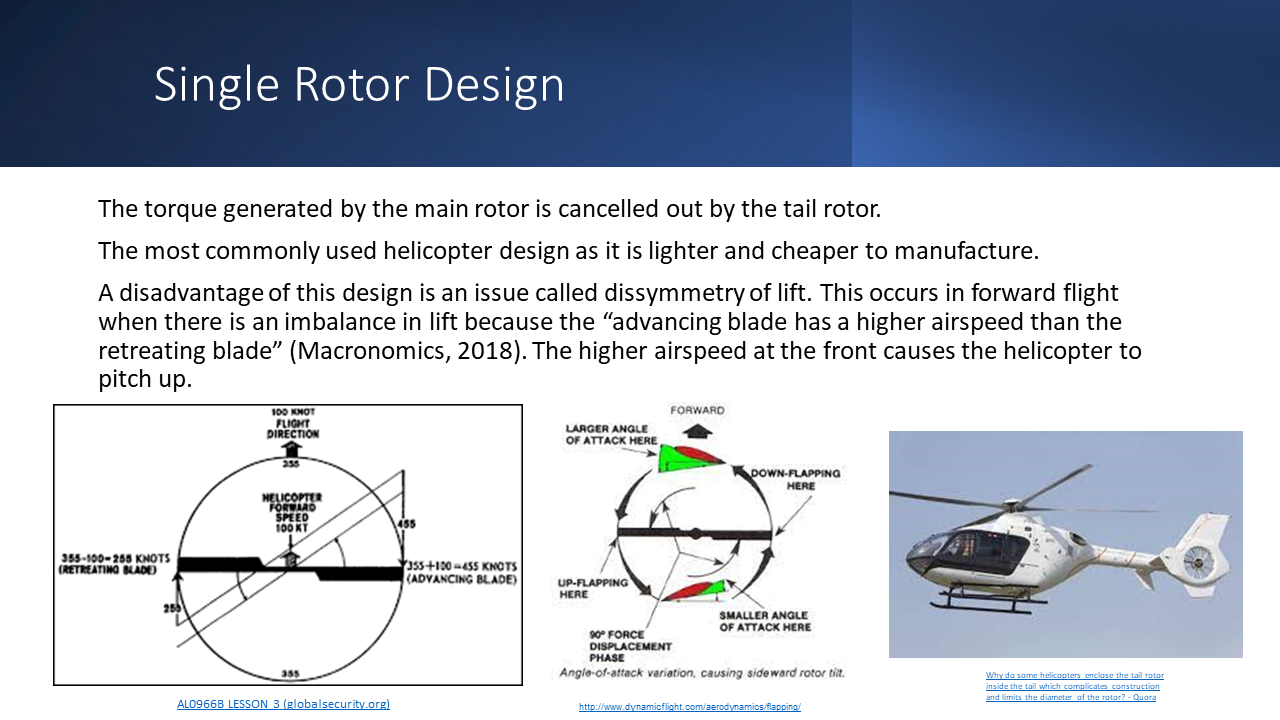 Single Rotor Design
The torque generated by the main rotor is cancelled out by the tail rotor.
The most commonly used helicopter design as it is lighter and cheaper to manufacture.
A disadvantage of this design is an issue called dissymmetry of lift. This occurs in forward flight
when there is an imbalance in lift because the “advancing blade has a higher airspeed than the
retreating blade” (Macronomics, 2018). The higher airspeed at the front causes the helicopter to
pitch up.
100 KNOT
FLIGHT
DIRECTION
355
HELICOPTER
FORWARD
SPEED
100 KT
455
355-100=255 KNOTS
(RETREATING BLADE)
355+100=455 KNOTS
(ADVANCING BLADE)
255
355
AL0966B LESSON 3 (globalsecurity.org)
FORWARD
LARGER ANGLE
OF ATTACK HERE
DOWN-FLAPPING
HERE
UP-FLAPPING
HERE
SMALLER ANGLE
OF ATTACK HERE
90° FORCE
DISPLACEMENT
PHASE
Angle-of-attack variation, causing sideward rotor tilt.
http://www.dynamicflight.com/aerodynamics/flapping/
Why do some helicopters enclose the tail rotor
inside the tail which complicates construction
and limits the diameter of the rotor? - Quora